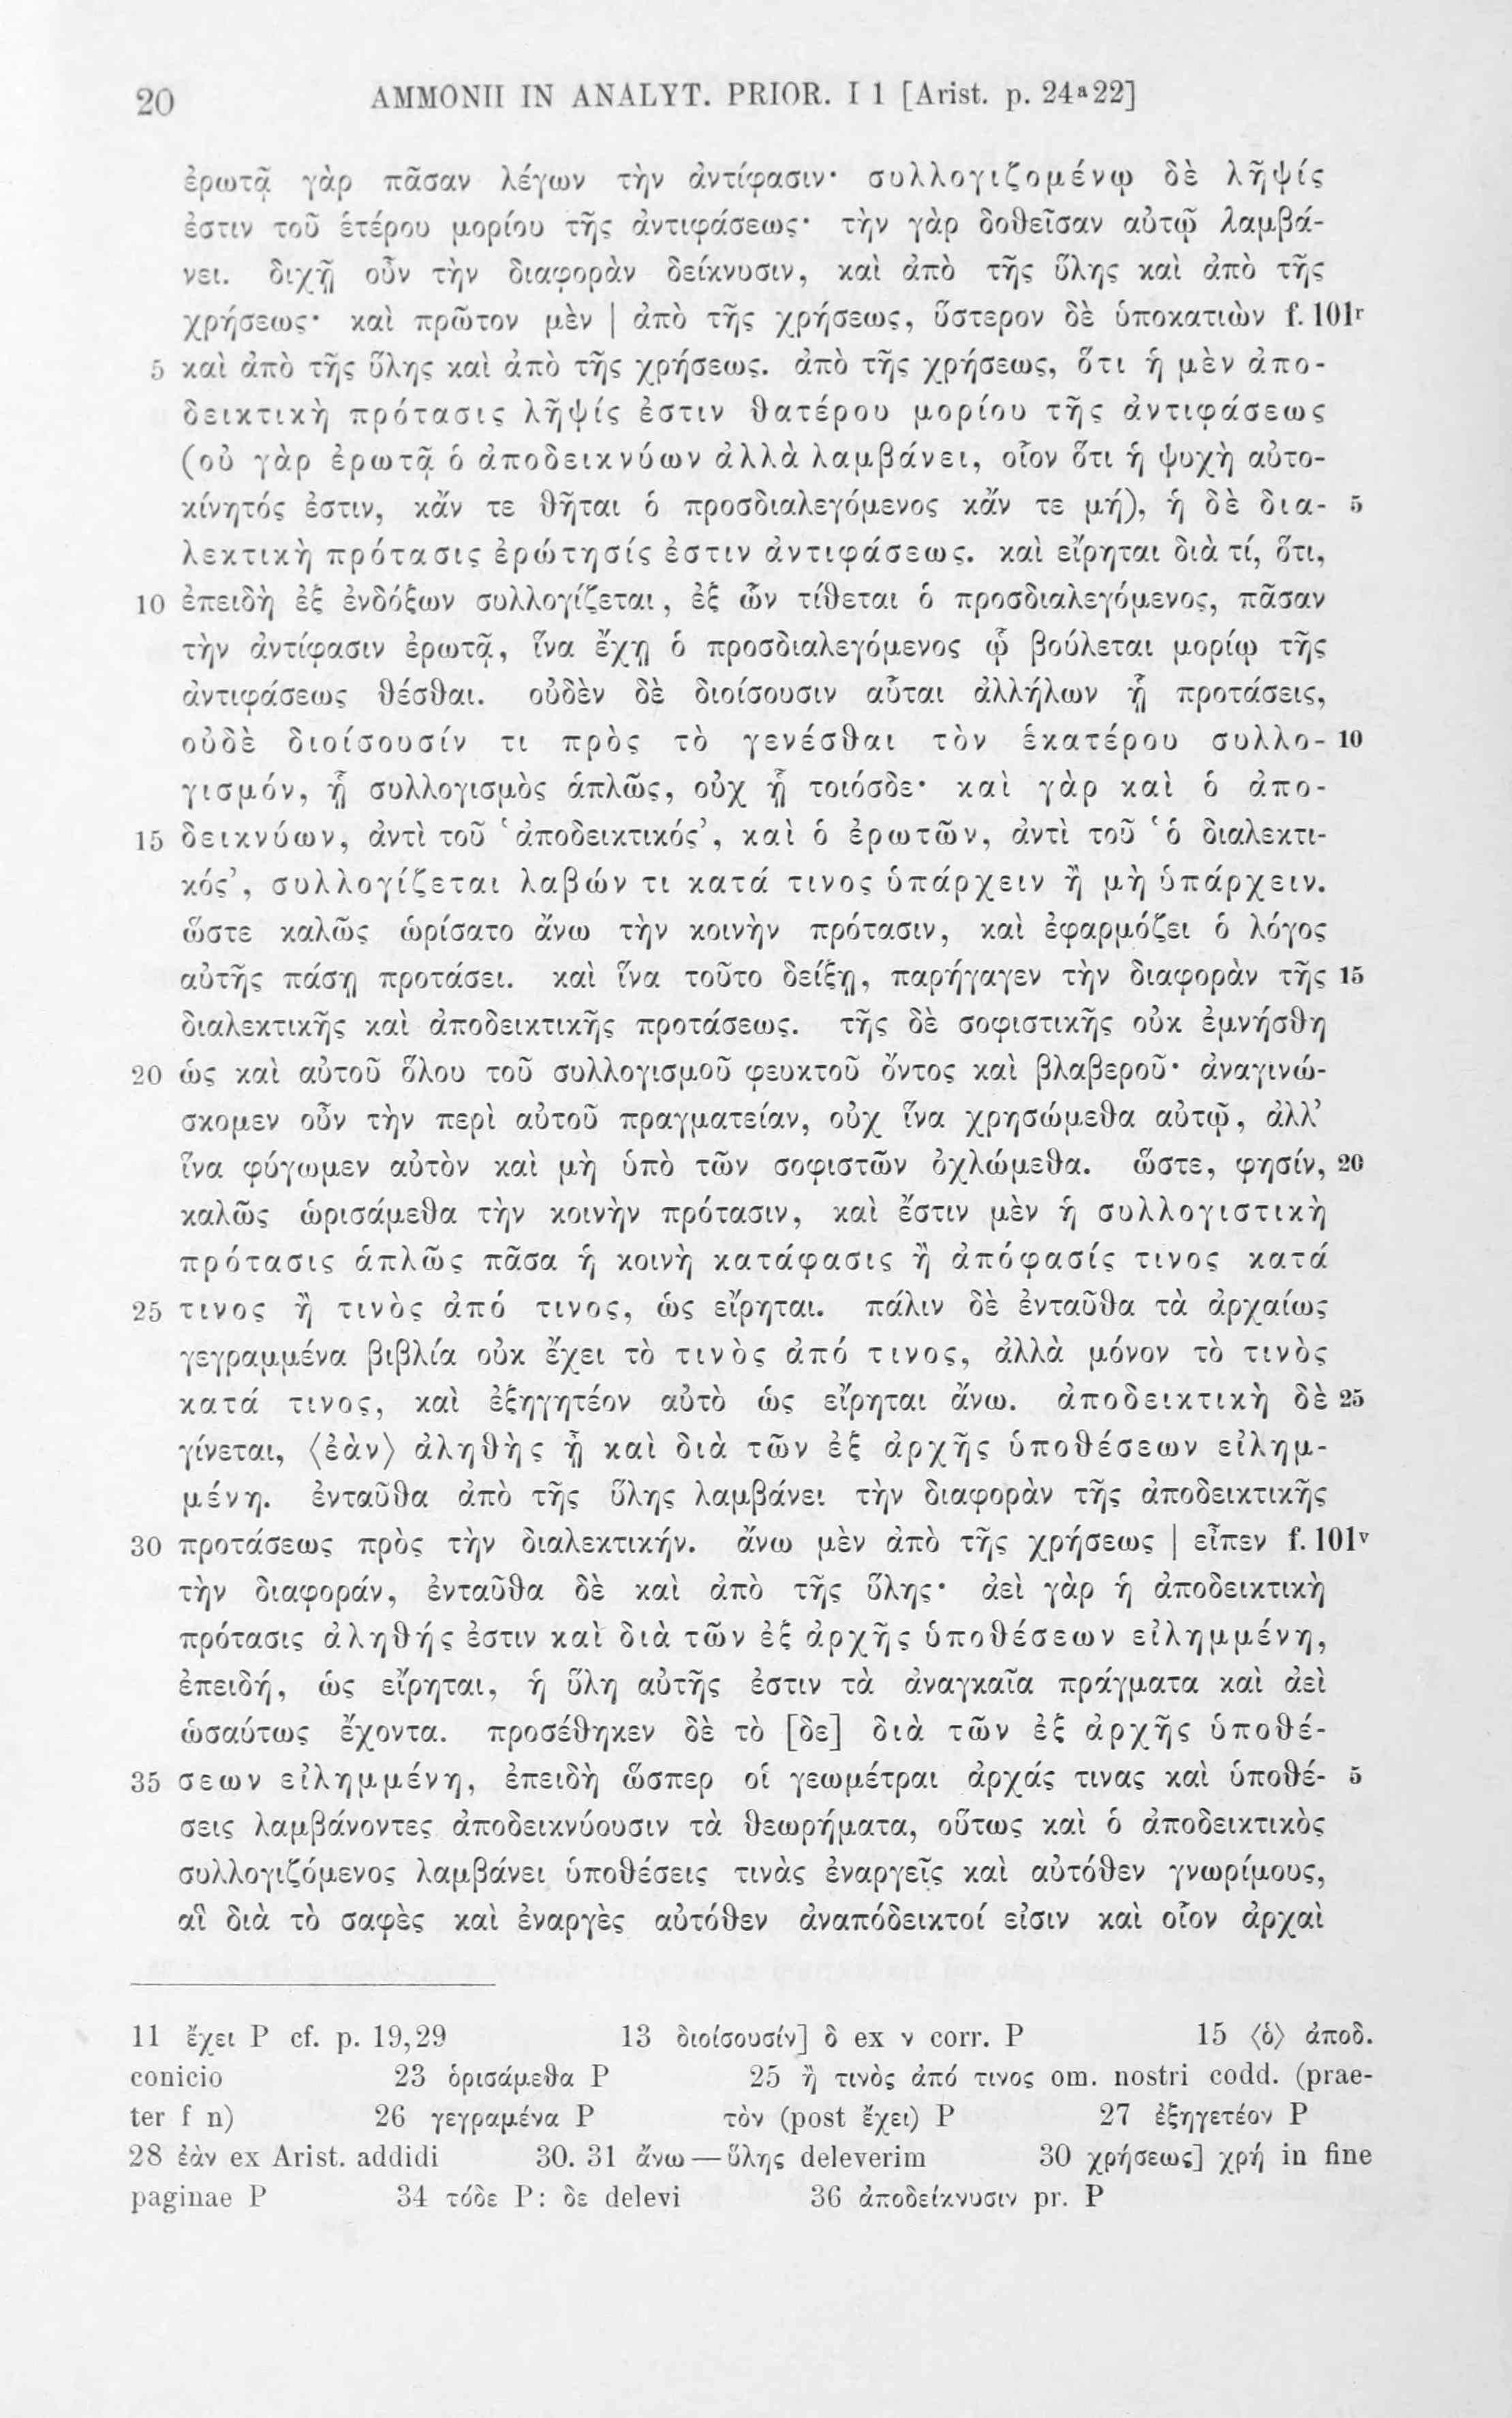 20 AMMONII IN ANALYT. PRIOR. I 1 [Arist. p. 24ᵃ22]
ἐρωτᾷ γὰρ πᾶσαν λέγων τὴν ἀντίφασιν· συλλογιζομένῳ δὲ λῆψίς
ἐστιν τοῦ ἑτέρου μορίου τῆς ἀντιφάσεως· τὴν γὰρ δοθεῖσαν αὐτῷ λαμβά-
νει. διχῇ οὖν τὴν διαφορὰν δείκνυσιν, καὶ ἀπὸ τῆς ὕλης καὶ ἀπὸ τῆς
χρήσεως· καὶ πρῶτον μὲν | ἀπὸ τῆς χρήσεως, ὕστερον δὲ ὑποκατιὼν f. 101ʳ
5 καὶ ἀπὸ τῆς ὕλης καὶ ἀπὸ τῆς χρήσεως. ἀπὸ τῆς χρήσεως, ὅτι ἡ μὲν ἀπο-
δεικτικὴ πρότασις λῆψίς ἐστιν θατέρου μορίου τῆς ἀντιφάσεως
(οὐ γὰρ ἐρωτᾷ ὁ ἀποδεικνύων ἀλλὰ λαμβάνει, οἷον ὅτι ἡ ψυχὴ αὐτο-
κίνητός ἐστιν, κἄν τε θῆται ὁ προσδιαλεγόμενος κἄν τε μή), ἡ δὲ δια- 5
λεκτικὴ πρότασις ἐρώτησίς ἐστιν ἀντιφάσεως. καὶ εἴρηται διὰ τί, ὅτι,
10 ἐπειδὴ ἐξ ἐνδόξων συλλογίζεται, ἐξ ὧν τίθεται ὁ προσδιαλεγόμενος, πᾶσαν
τὴν ἀντίφασιν ἐρωτᾷ, ἵνα ἔχῃ ὁ προσδιαλεγόμενος ᾧ βούλεται μορίῳ τῆς
ἀντιφάσεως θέσθαι. οὐδὲν δὲ διοίσουσιν αὗται ἀλλήλων ᾗ προτάσεις,
οὐδὲ διοίσουσίν τι πρὸς τὸ γενέσθαι τὸν ἑκατέρου συλλο- 10
γισμόν, ᾗ συλλογισμὸς ἁπλῶς, οὐχ ᾗ τοιόσδε· καὶ γὰρ καὶ ὁ ἀπο-
15 δεικνύων, ἀντὶ τοῦ ‘ἀποδεικτικός’, καὶ ὁ ἐρωτῶν, ἀντὶ τοῦ ‘ὁ διαλεκτι-
κός’, συλλογίζεται λαβών τι κατά τινος ὑπάρχειν ἢ μὴ ὑπάρχειν.
ὥστε καλῶς ὡρίσατο ἄνω τὴν κοινὴν πρότασιν, καὶ ἐφαρμόζει ὁ λόγος
αὐτῆς πάσῃ προτάσει. καὶ ἵνα τοῦτο δείξῃ, παρήγαγεν τὴν διαφορὰν τῆς 15
διαλεκτικῆς καὶ ἀποδεικτικῆς προτάσεως. τῆς δὲ σοφιστικῆς οὐκ ἐμνήσθη
20 ὡς καὶ αὐτοῦ ὅλου τοῦ συλλογισμοῦ φευκτοῦ ὄντος καὶ βλαβεροῦ· ἀναγινώ-
σκομεν οὖν τὴν περὶ αὐτοῦ πραγματείαν, οὐχ ἵνα χρησώμεθα αὐτῷ, ἀλλ’
ἵνα φύγωμεν αὐτὸν καὶ μὴ ὑπὸ τῶν σοφιστῶν ὀχλώμεθα. ὥστε, φησίν, 20
καλῶς ὡρισάμεθα τὴν κοινὴν πρότασιν, καὶ ἔστιν μὲν ἡ συλλογιστικὴ
πρότασις ἁπλῶς πᾶσα ἡ κοινὴ κατάφασις ἢ ἀπόφασίς τινος κατά
25 τινος ἢ τινὸς ἀπό τινος, ὡς εἴρηται. πάλιν δὲ ἐνταῦθα τὰ ἀρχαίως
γεγραμμένα βιβλία οὐκ ἔχει τὸ τινὸς ἀπό τινος, ἀλλὰ μόνον τὸ τινὸς
κατά τινος, καὶ ἐξηγητέον αὐτὸ ὡς εἴρηται ἄνω. ἀποδεικτικὴ δὲ 25
γίνεται, ⟨ἐὰν⟩ ἀληθὴς ᾖ καὶ διὰ τῶν ἐξ ἀρχῆς ὑποθέσεων εἰλημ-
μένη. ἐνταῦθα ἀπὸ τῆς ὕλης λαμβάνει τὴν διαφορὰν τῆς ἀποδεικτικῆς
30 προτάσεως πρὸς τὴν διαλεκτικήν. ἄνω μὲν ἀπὸ τῆς χρήσεως | εἶπεν f. 101ᵛ
τὴν διαφοράν, ἐνταῦθα δὲ καὶ ἀπὸ τῆς ὕλης· ἀεὶ γὰρ ἡ ἀποδεικτικὴ
πρότασις ἀληθής ἐστιν καὶ διὰ τῶν ἐξ ἀρχῆς ὑποθέσεων εἰλημμένη,
ἐπειδή, ὡς εἴρηται, ἡ ὕλη αὐτῆς ἐστιν τὰ ἀναγκαῖα πράγματα καὶ ἀεὶ
ὡσαύτως ἔχοντα. προσέθηκεν δὲ τὸ [δε] διὰ τῶν ἐξ ἀρχῆς ὑποθέ-
35 σεων εἰλημμένη, ἐπειδὴ ὥσπερ οἱ γεωμέτραι ἀρχάς τινας καὶ ὑποθέ- 5
σεις λαμβάνοντες ἀποδεικνύουσιν τὰ θεωρήματα, οὕτως καὶ ὁ ἀποδεικτικὸς
συλλογιζόμενος λαμβάνει ὑποθέσεις τινὰς ἐναργεῖς καὶ αὐτόθεν γνωρίμους,
αἳ διὰ τὸ σαφὲς καὶ ἐναργὲς αὐτόθεν ἀναπόδεικτοί εἰσιν καὶ οἷον ἀρχαὶ
11 ἔχει P cf. p. 19,29 13 διοίσουσίν] δ ex ν corr. P 15 ⟨ὁ⟩ ἀποδ.
conicio 23 ὁρισάμεθα P 25 ἢ τινὸς ἀπό τινος om. nostri codd. (prae-
ter f n) 26 γεγραμένα P τὸν (post ἔχει) P 27 ἐξηγετέον P
28 ἐὰν ex Arist. addidi 30. 31 ἄνω — ὕλης deleverim 30 χρήσεως] χρή in fine
paginae P 34 τόδε P: δε delevi 36 ἀποδείκνυσιν pr. P